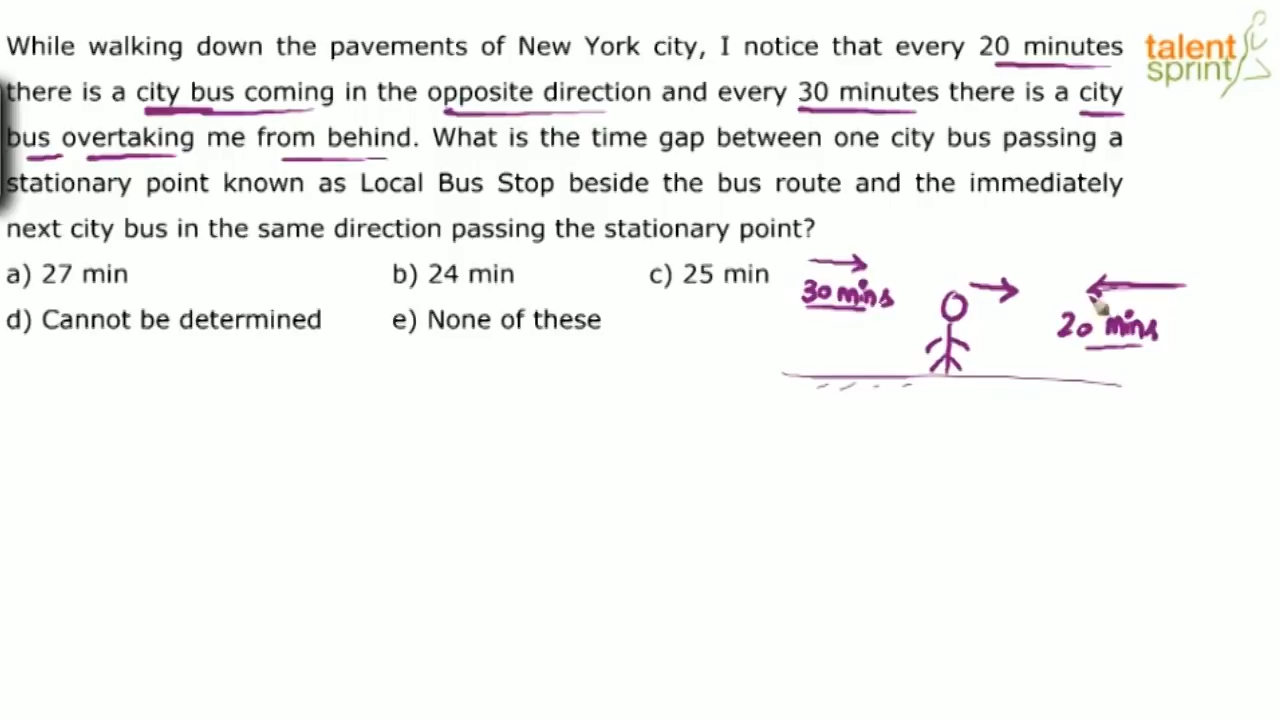 While walking down the pavements of New York city, I notice that every 20 minutes
there is a city bus coming in the opposite direction and every 30 minutes there is a city
bus overtaking me from behind. What is the time gap between one city bus passing a
stationary point known as Local Bus Stop beside the bus route and the immediately
next city bus in the same direction passing the stationary point?
a) 27 min b) 24 min c) 25 min
d) Cannot be determined e) None of these
talent
sprint
30 mins
20 mins